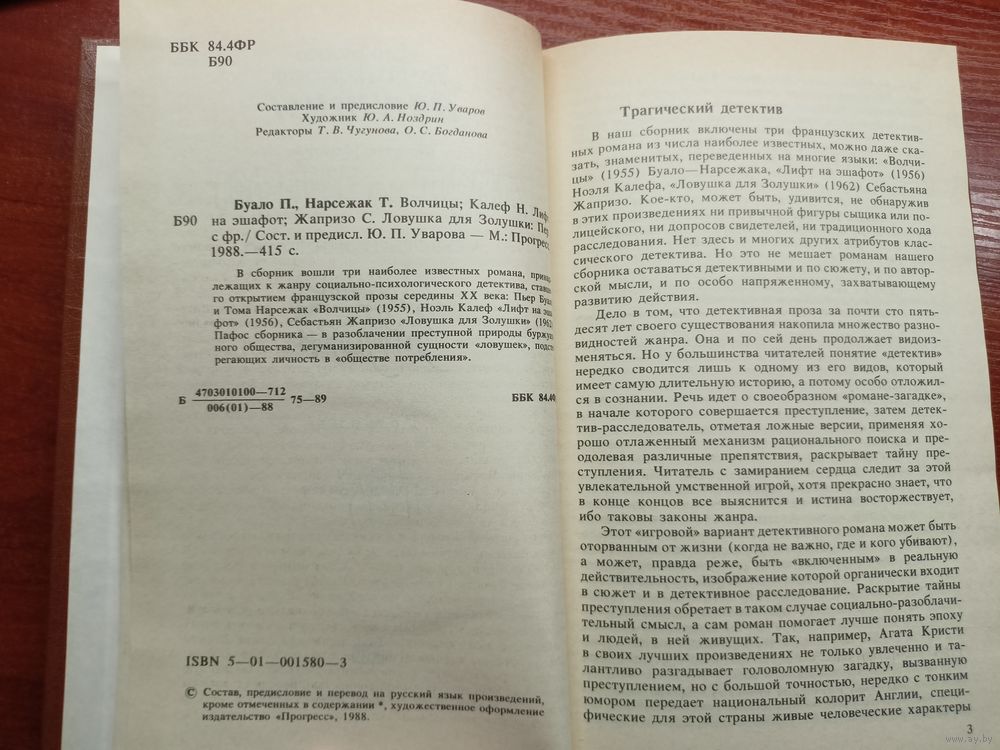 ББК 84.4ФР
Б90
Составление и предисловие Ю. П. Уваров
Художник Ю. А. Ноздрин
Редакторы Т. В. Чугунова, О. С. Богданова
Буало П., Нарсежак Т. Волчицы; Калеф Н. Лифт
Б90 на эшафот; Жапризо С. Ловушка для Золушки: Пер.
с фр./ Сост. и предисл. Ю. П. Уварова — М.: Прогресс,
1988.—415 с.
В сборник вошли три наиболее известных романа, принад
лежащих к жанру социально-психологического детектива, ставш
го открытием французской прозы середины XX века: Пьер Буал
и Тома Нарсежак «Волчицы» (1955), Ноэль Калеф «Лифт на эша
фот» (1956), Себастьян Жапризо «Ловушка для Золушки» (1962
Пафос сборника — в разоблачении преступной природы буржуаз
ного общества, дегуманизированной сущности «ловушек», подсте
регающих личность в «обществе потребления».
Б 4703010100—712
006(01)—88 75—89 ББК 84.4Ф
ISBN 5—01—001580—3
© Состав, предисловие и перевод на русский язык произведений,
кроме отмеченных в содержании *, художественное оформление
издательство «Прогресс», 1988.
Трагический детектив
В наш сборник включены три французских детектив-
ных романа из числа наиболее известных, можно даже ска-
зать, знаменитых, переведенных на многие языки: «Волчи-
цы» (1955) Буало—Нарсежака, «Лифт на эшафот» (1956)
Ноэля Калефа, «Ловушка для Золушки» (1962) Себастьяна
Жапризо. Кое-кто, может быть, удивится, не обнаружив
в этих произведениях ни привычной фигуры сыщика или по-
лицейского, ни допросов свидетелей, ни традиционного хода
расследования. Нет здесь и многих других атрибутов клас-
сического детектива. Но это не мешает романам нашего
сборника оставаться детективными и по сюжету, и по автор-
ской мысли, и по особо напряженному, захватывающему
развитию действия.
Дело в том, что детективная проза за почти сто пять-
десят лет своего существования накопила множество разно-
видностей жанра. Она и по сей день продолжает видоиз-
меняться. Но у большинства читателей понятие «детектив»
нередко сводится лишь к одному из его видов, который
имеет самую длительную историю, а потому особо отложил-
ся в сознании. Речь идет о своеобразном «романе-загадке»,
в начале которого совершается преступление, затем детек-
тив-расследователь, отметая ложные версии, применяя хо-
рошо отлаженный механизм рационального поиска и пре-
одолевая различные препятствия, раскрывает тайну пре-
ступления. Читатель с замиранием сердца следит за этой
увлекательной умственной игрой, хотя прекрасно знает, что
в конце концов все выяснится и истина восторжествует,
ибо таковы законы жанра.
Этот «игровой» вариант детективного романа может быть
оторванным от жизни (когда не важно, где и кого убивают),
а может, правда реже, быть «включенным» в реальную
действительность, изображение которой органически входит
в сюжет и в детективное расследование. Раскрытие тайны
преступления обретает в таком случае социально-разоблачи-
тельный смысл, а сам роман помогает лучше понять эпоху
и людей, в ней живущих. Так, например, Агата Кристи
в своих лучших произведениях не только увлеченно и та-
лантливо разгадывает головоломную загадку, вызванную
преступлением, но с большой точностью, нередко с тонким
юмором передает национальный колорит Англии, специ-
фические для этой страны живые человеческие характеры
3
www.ay.by